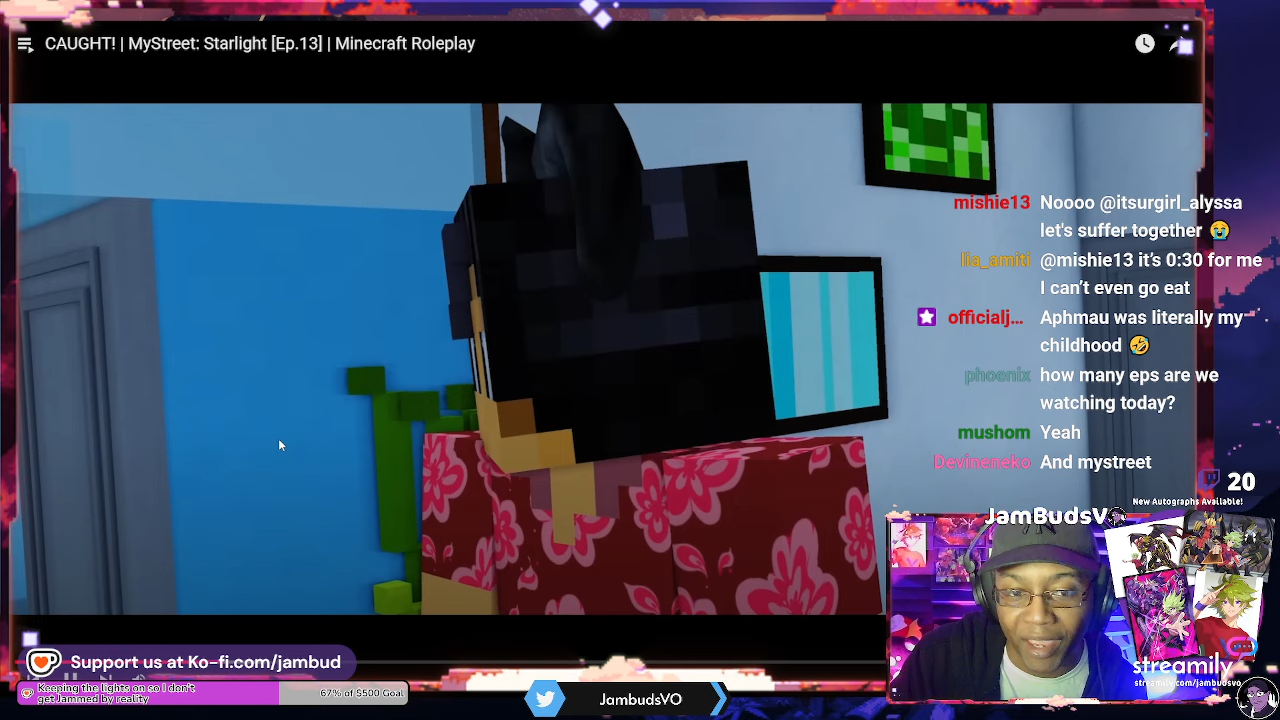 CAUGHT! | MyStreet: Starlight [Ep.13] | Minecraft Roleplay
mishie13 Noooo @itsurgirl_alyssa
let's suffer together
lia_amiti @mishie13 it's 0:30 for me
I can't even go eat
officialj... Aphmau was literally my
childhood
phoenix how many eps are we
watching today?
mushom Yeah
Devineneko And mystreet
20
New Autographs Available!
JamBudsV
streamily
streamily.com/jambudsvo
Support us at Ko-fi.com/jambud
Keeping the lights on so I don't
get Jammed by reality
67% of $500 Goal
JambudsVO